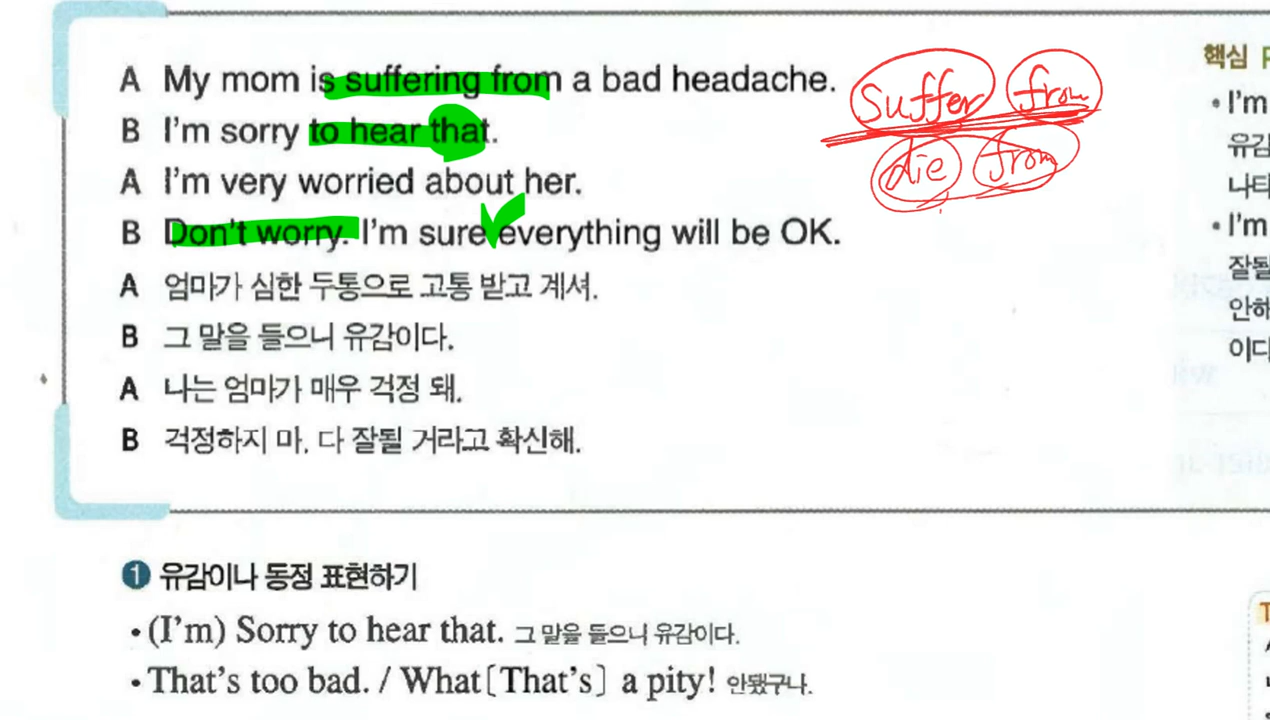 A My mom is suffering from a bad headache.
B I'm sorry to hear that.
A I'm very worried about her.
B Don't worry. I'm sure everything will be OK.
A 엄마가 심한 두통으로 고통 받고 계셔.
B 그 말을 들으니 유감이다.
A 나는 엄마가 매우 걱정 돼.
B 걱정하지 마. 다 잘될 거라고 확신해.
suffer from
die from
핵심
• I'm
유감
나타
• I'm
잘될
안해
이다
1 유감이나 동정 표현하기
• (I'm) Sorry to hear that. 그 말을 들으니 유감이다.
• That's too bad. / What[That's] a pity! 안됐구나.